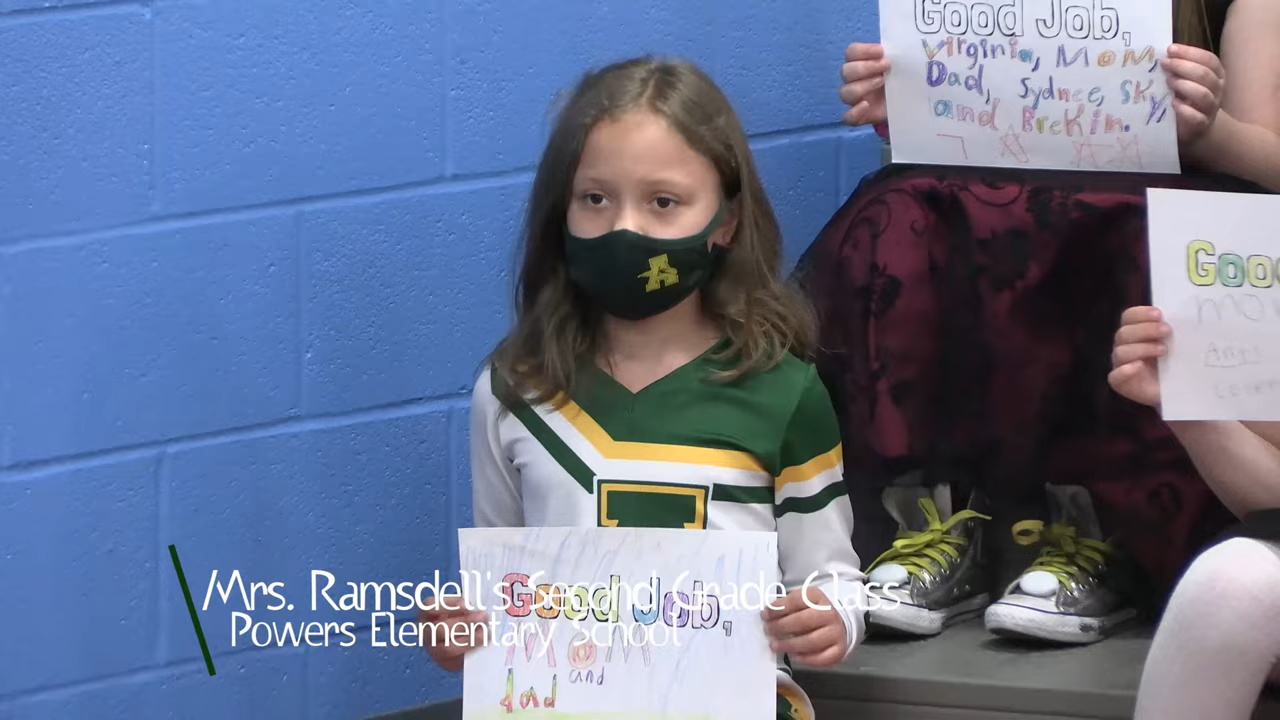 Good Job,
Virginia, Mom,
Dad, Sydnee, Sky,
and Brekin.
Good
A
Mrs. Ramsdell's Second Grade Class
Powers Elementary School
Good Job,
Mom
and
dad